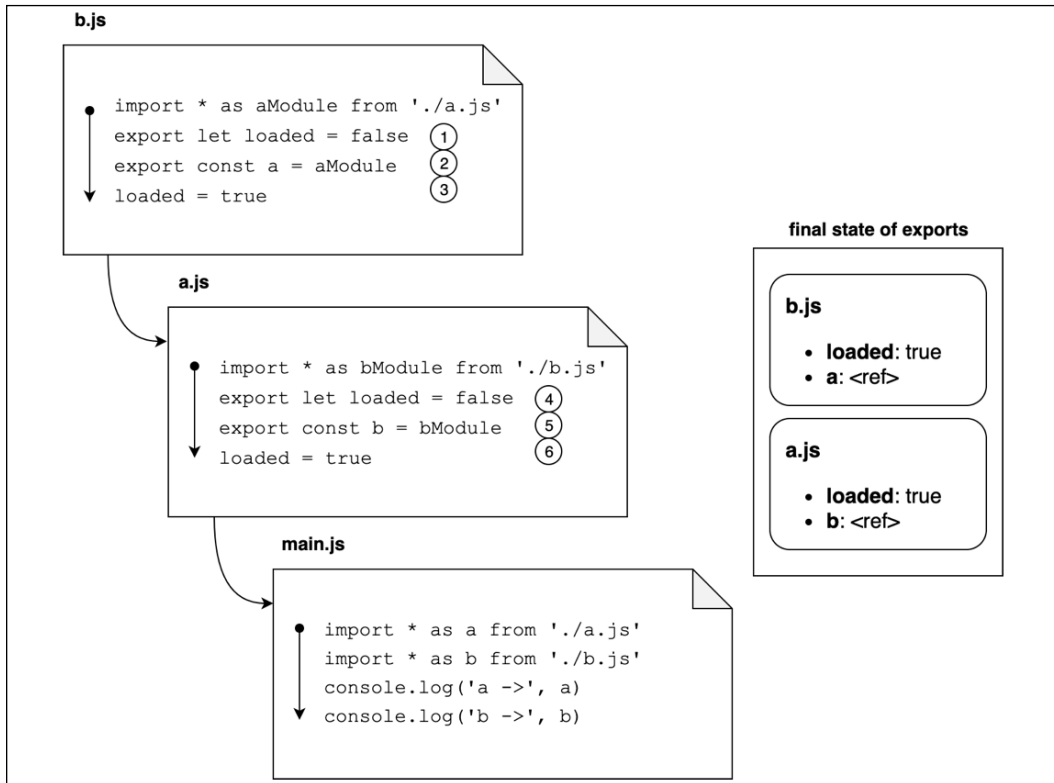 b.js
import * as aModule from './a.js'
export let loaded = false 1
export const a = aModule 2
loaded = true 3
a.js
import * as bModule from './b.js'
export let loaded = false 4
export const b = bModule 5
loaded = true 6
main.js
import * as a from './a.js'
import * as b from './b.js'
console.log('a ->', a)
console.log('b ->', b)
final state of exports
b.js
• loaded: true
• a: <ref>
a.js
• loaded: true
• b: <ref>